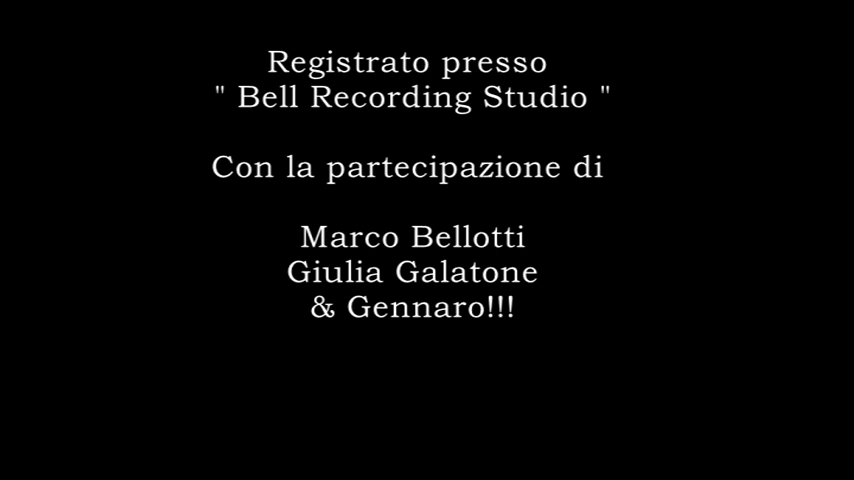 Registrato presso
" Bell Recording Studio "
Con la partecipazione di
Marco Bellotti
Giulia Galatone
& Gennaro!!!